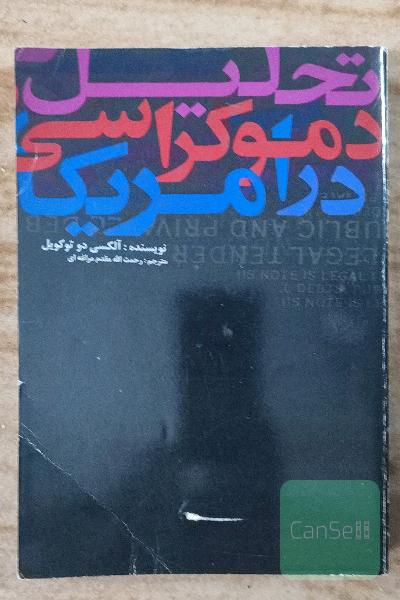 تحلیل
دموکراسی
در امریکا
نویسنده: آلکسی دو توکویل
مترجم: رحمت الله مقدم مراغه ای
PUBLIC AND PRIVATE
LEGAL TENDER
CanSell